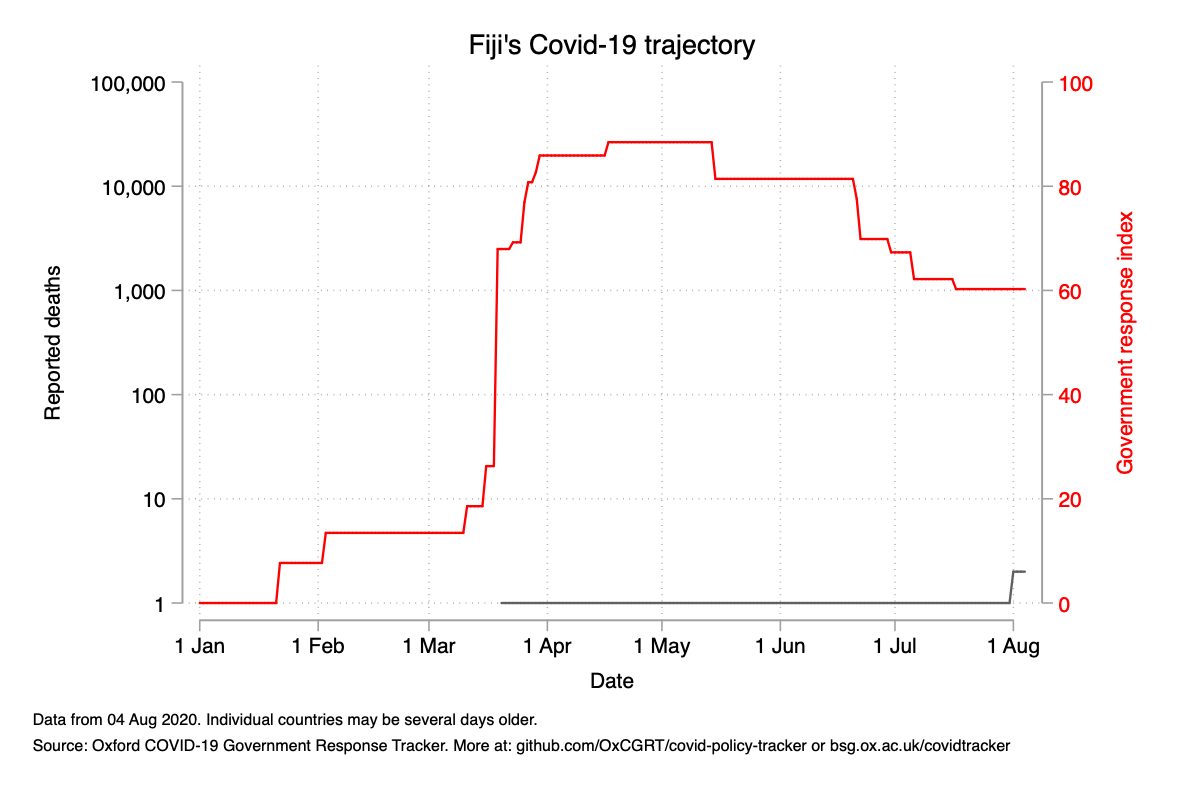 Fiji's Covid-19 trajectory
100,000
10,000
1,000
100
10
1
Reported deaths
100
80
60
40
20
0
Government response index
1 Jan 1 Feb 1 Mar 1 Apr 1 May 1 Jun 1 Jul 1 Aug
Date
Data from 04 Aug 2020. Individual countries may be several days older.
Source: Oxford COVID-19 Government Response Tracker. More at: github.com/OxCGRT/covid-policy-tracker or bsg.ox.ac.uk/covidtracker